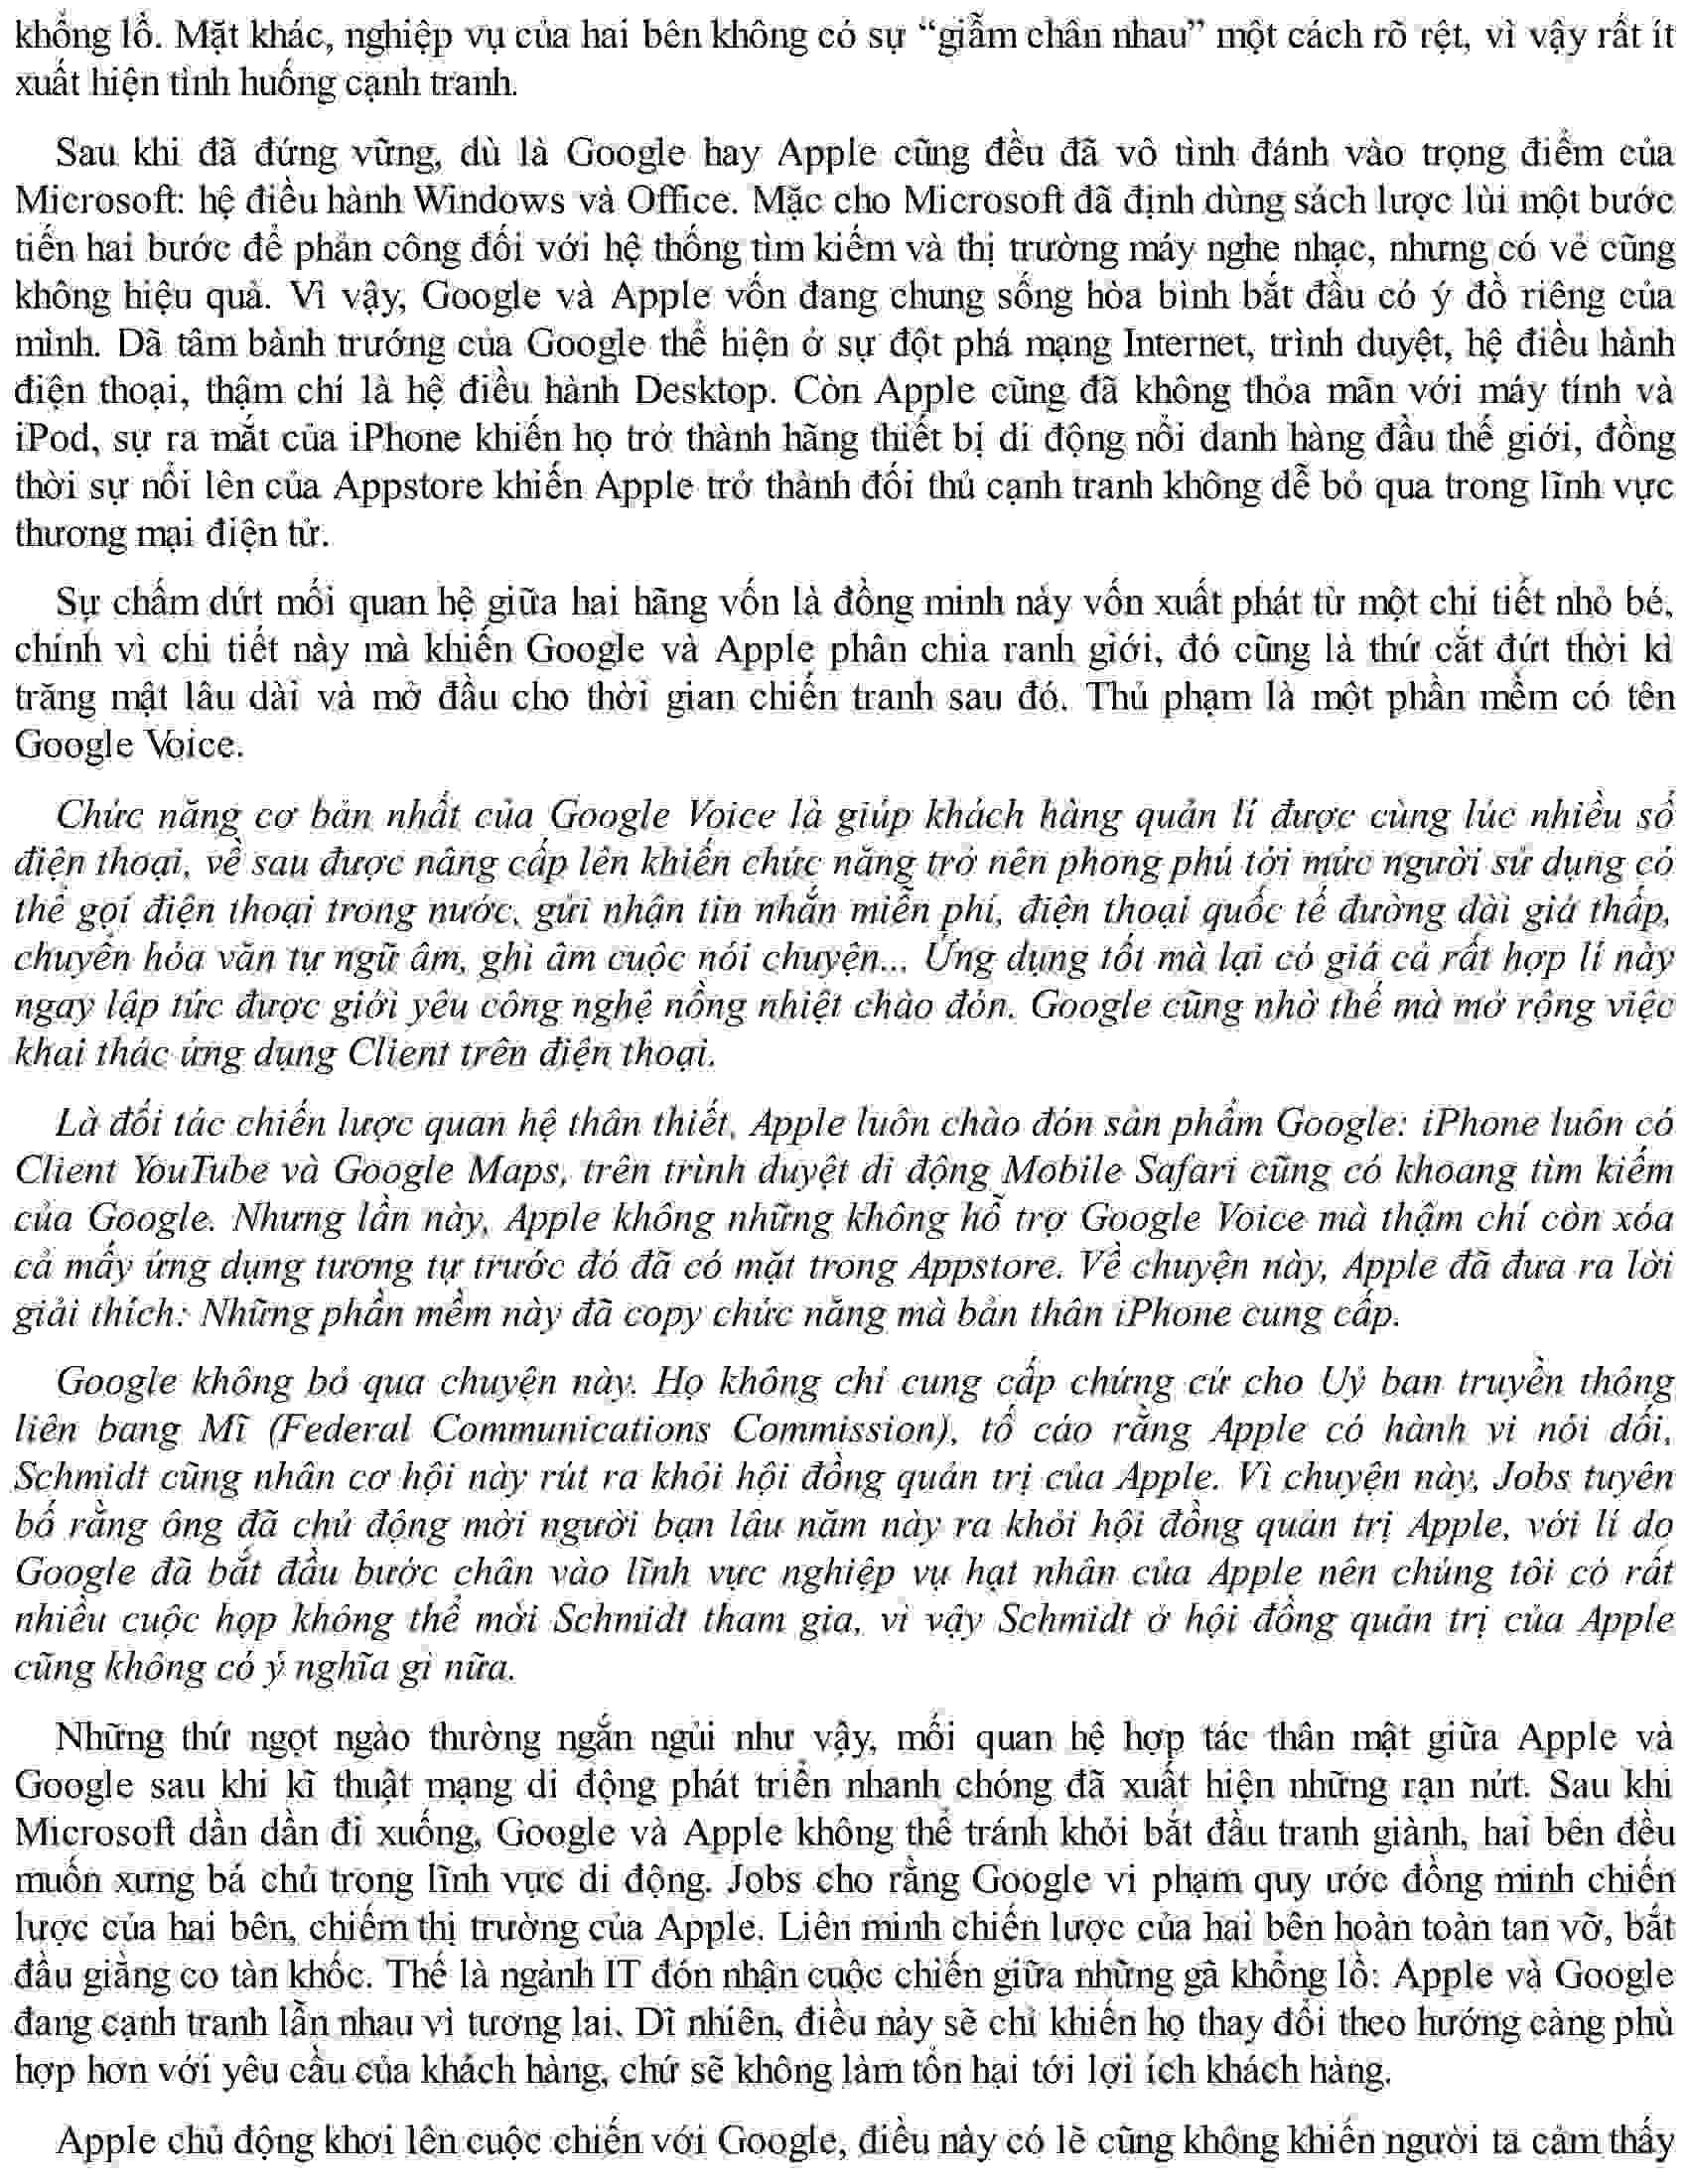 khổng lồ. Mặt khác, nghiệp vụ của hai bên không có sự “giẫm chân nhau” một cách rõ rệt, vì vậy rất ít
xuất hiện tình huống cạnh tranh.
Sau khi đã đứng vững, dù là Google hay Apple cũng đều đã vô tình đánh vào trọng điểm của
Microsoft: hệ điều hành Windows và Office. Mặc cho Microsoft đã định dùng sách lược lùi một bước
tiến hai bước để phản công đối với hệ thống tìm kiếm và thị trường máy nghe nhạc, nhưng có vẻ cũng
không hiệu quả. Vì vậy, Google và Apple vốn đang chung sống hòa bình bắt đầu có ý đồ riêng của
mình. Dã tâm bành trướng của Google thể hiện ở sự đột phá mạng Internet, trình duyệt, hệ điều hành
điện thoại, thậm chí là hệ điều hành Desktop. Còn Apple cũng đã không thỏa mãn với máy tính và
iPod, sự ra mắt của iPhone khiến họ trở thành hãng thiết bị di động nổi danh hàng đầu thế giới, đồng
thời sự nổi lên của Appstore khiến Apple trở thành đối thủ cạnh tranh không dễ bỏ qua trong lĩnh vực
thương mại điện tử.
Sự chấm dứt mối quan hệ giữa hai hãng vốn là đồng minh này vốn xuất phát từ một chi tiết nhỏ bé,
chính vì chi tiết này mà khiến Google và Apple phân chia ranh giới, đó cũng là thứ cắt đứt thời kì
trăng mật lâu dài và mở đầu cho thời gian chiến tranh sau đó. Thủ phạm là một phần mềm có tên
Google Voice.
Chức năng cơ bản nhất của Google Voice là giúp khách hàng quản lí được cùng lúc nhiều số
điện thoại, về sau được nâng cấp lên khiến chức năng trở nên phong phú tới mức người sử dụng có
thể gọi điện thoại trong nước, gửi nhận tin nhắn miễn phí, điện thoại quốc tế đường dài giá thấp,
chuyển hóa văn tự ngữ âm, ghi âm cuộc nói chuyện... Ứng dụng tốt mà lại có giá cả rất hợp lí này
ngay lập tức được giới yêu công nghệ nồng nhiệt chào đón. Google cũng nhờ thế mà mở rộng việc
khai thác ứng dụng Client trên điện thoại.
Là đối tác chiến lược quan hệ thân thiết, Apple luôn chào đón sản phẩm Google: iPhone luôn có
Client YouTube và Google Maps, trên trình duyệt di động Mobile Safari cũng có khoang tìm kiếm
của Google. Nhưng lần này, Apple không những không hỗ trợ Google Voice mà thậm chí còn xóa
cả mấy ứng dụng tương tự trước đó đã có mặt trong Appstore. Về chuyện này, Apple đã đưa ra lời
giải thích: Những phần mềm này đã copy chức năng mà bản thân iPhone cung cấp.
Google không bỏ qua chuyện này. Họ không chỉ cung cấp chứng cứ cho Uỷ ban truyền thông
liên bang Mĩ (Federal Communications Commission), tố cáo rằng Apple có hành vi nói dối,
Schmidt cũng nhân cơ hội này rút ra khỏi hội đồng quản trị của Apple. Vì chuyện này, Jobs tuyên
bố rằng ông đã chủ động mời người bạn lâu năm này ra khỏi hội đồng quản trị Apple, với lí do
Google đã bắt đầu bước chân vào lĩnh vực nghiệp vụ hạt nhân của Apple nên chúng tôi có rất
nhiều cuộc họp không thể mời Schmidt tham gia, vì vậy Schmidt ở hội đồng quản trị của Apple
cũng không có ý nghĩa gì nữa.
Những thứ ngọt ngào thường ngắn ngủi như vậy, mối quan hệ hợp tác thân mật giữa Apple và
Google sau khi kĩ thuật mạng di động phát triển nhanh chóng đã xuất hiện những rạn nứt. Sau khi
Microsoft dần dần đi xuống, Google và Apple không thể tránh khỏi bắt đầu tranh giành, hai bên đều
muốn xưng bá chủ trong lĩnh vực di động. Jobs cho rằng Google vi phạm quy ước đồng minh chiến
lược của hai bên, chiếm thị trường của Apple. Liên minh chiến lược của hai bên hoàn toàn tan vỡ, bắt
đầu giằng co tàn khốc. Thế là ngành IT đón nhận cuộc chiến giữa những gã khổng lồ: Apple và Google
đang cạnh tranh lẫn nhau vì tương lai. Dĩ nhiên, điều này sẽ chỉ khiến họ thay đổi theo hướng càng phù
hợp hơn với yêu cầu của khách hàng, chứ sẽ không làm tổn hại tới lợi ích khách hàng.
Apple chủ động khơi lên cuộc chiến với Google, điều này có lẽ cũng không khiến người ta cảm thấy